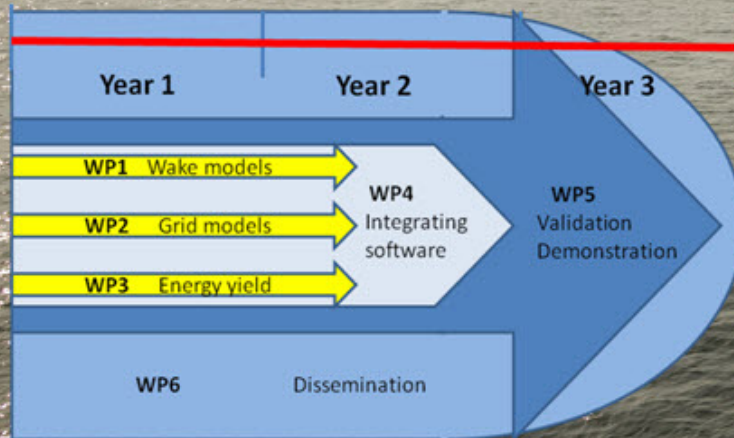 Year 1 Year 2 Year 3
WP1 Wake models
WP2 Grid models
WP3 Energy yield
WP4
Integrating
software
WP5
Validation
Demonstration
WP6 Dissemination